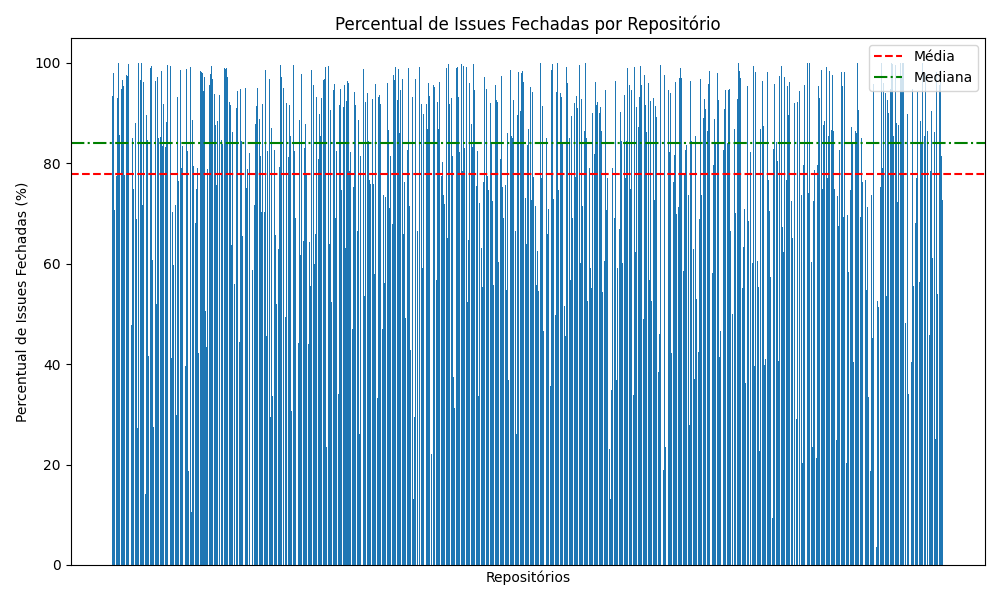 Percentual de Issues Fechadas por Repositório
Média
Mediana
Percentual de Issues Fechadas (%)
100
80
60
40
20
0
Repositórios